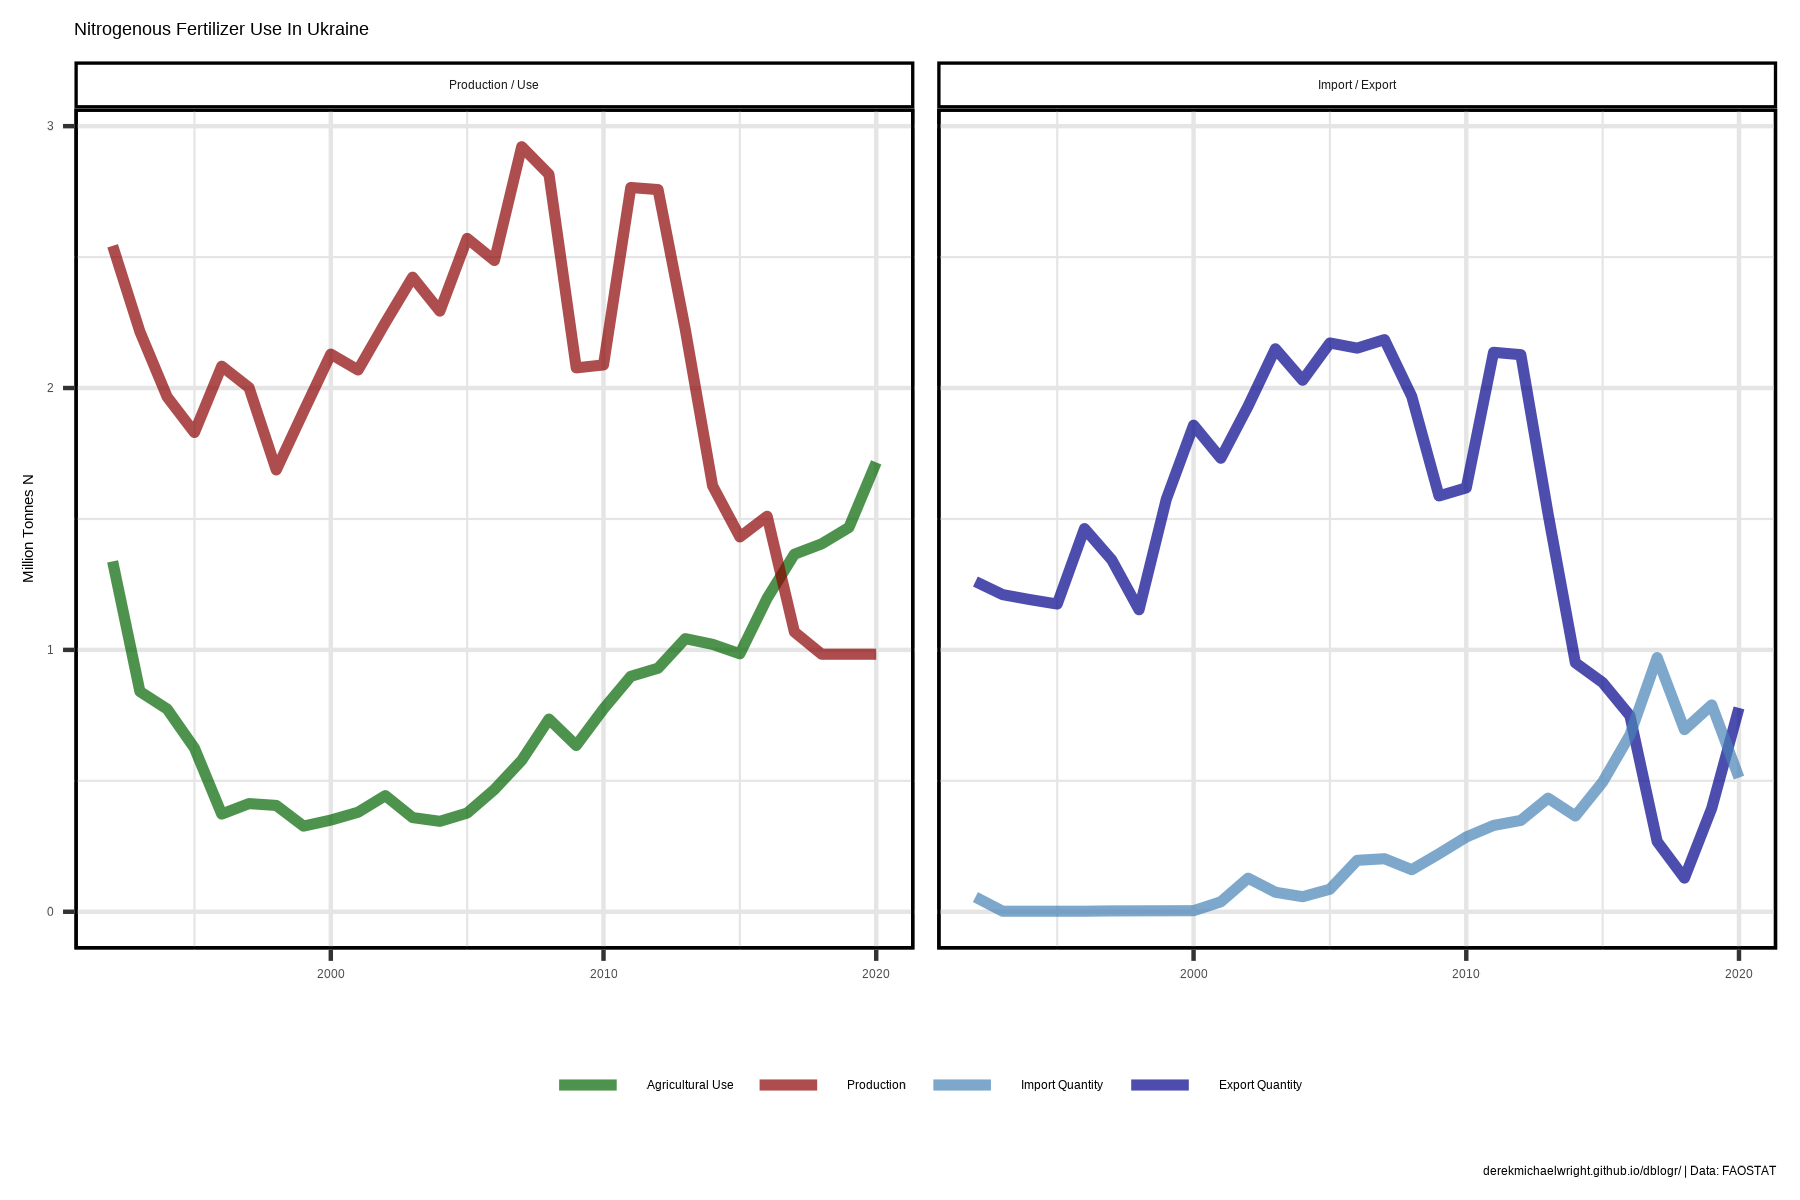 Nitrogenous Fertilizer Use In Ukraine
Production / Use
Import / Export
Million Tonnes N
3
2
1
0
2000
2010
2020
2000
2010
2020
Agricultural Use
Production
Import Quantity
Export Quantity
derekmichaelwright.github.io/dblogr/ | Data: FAOSTAT